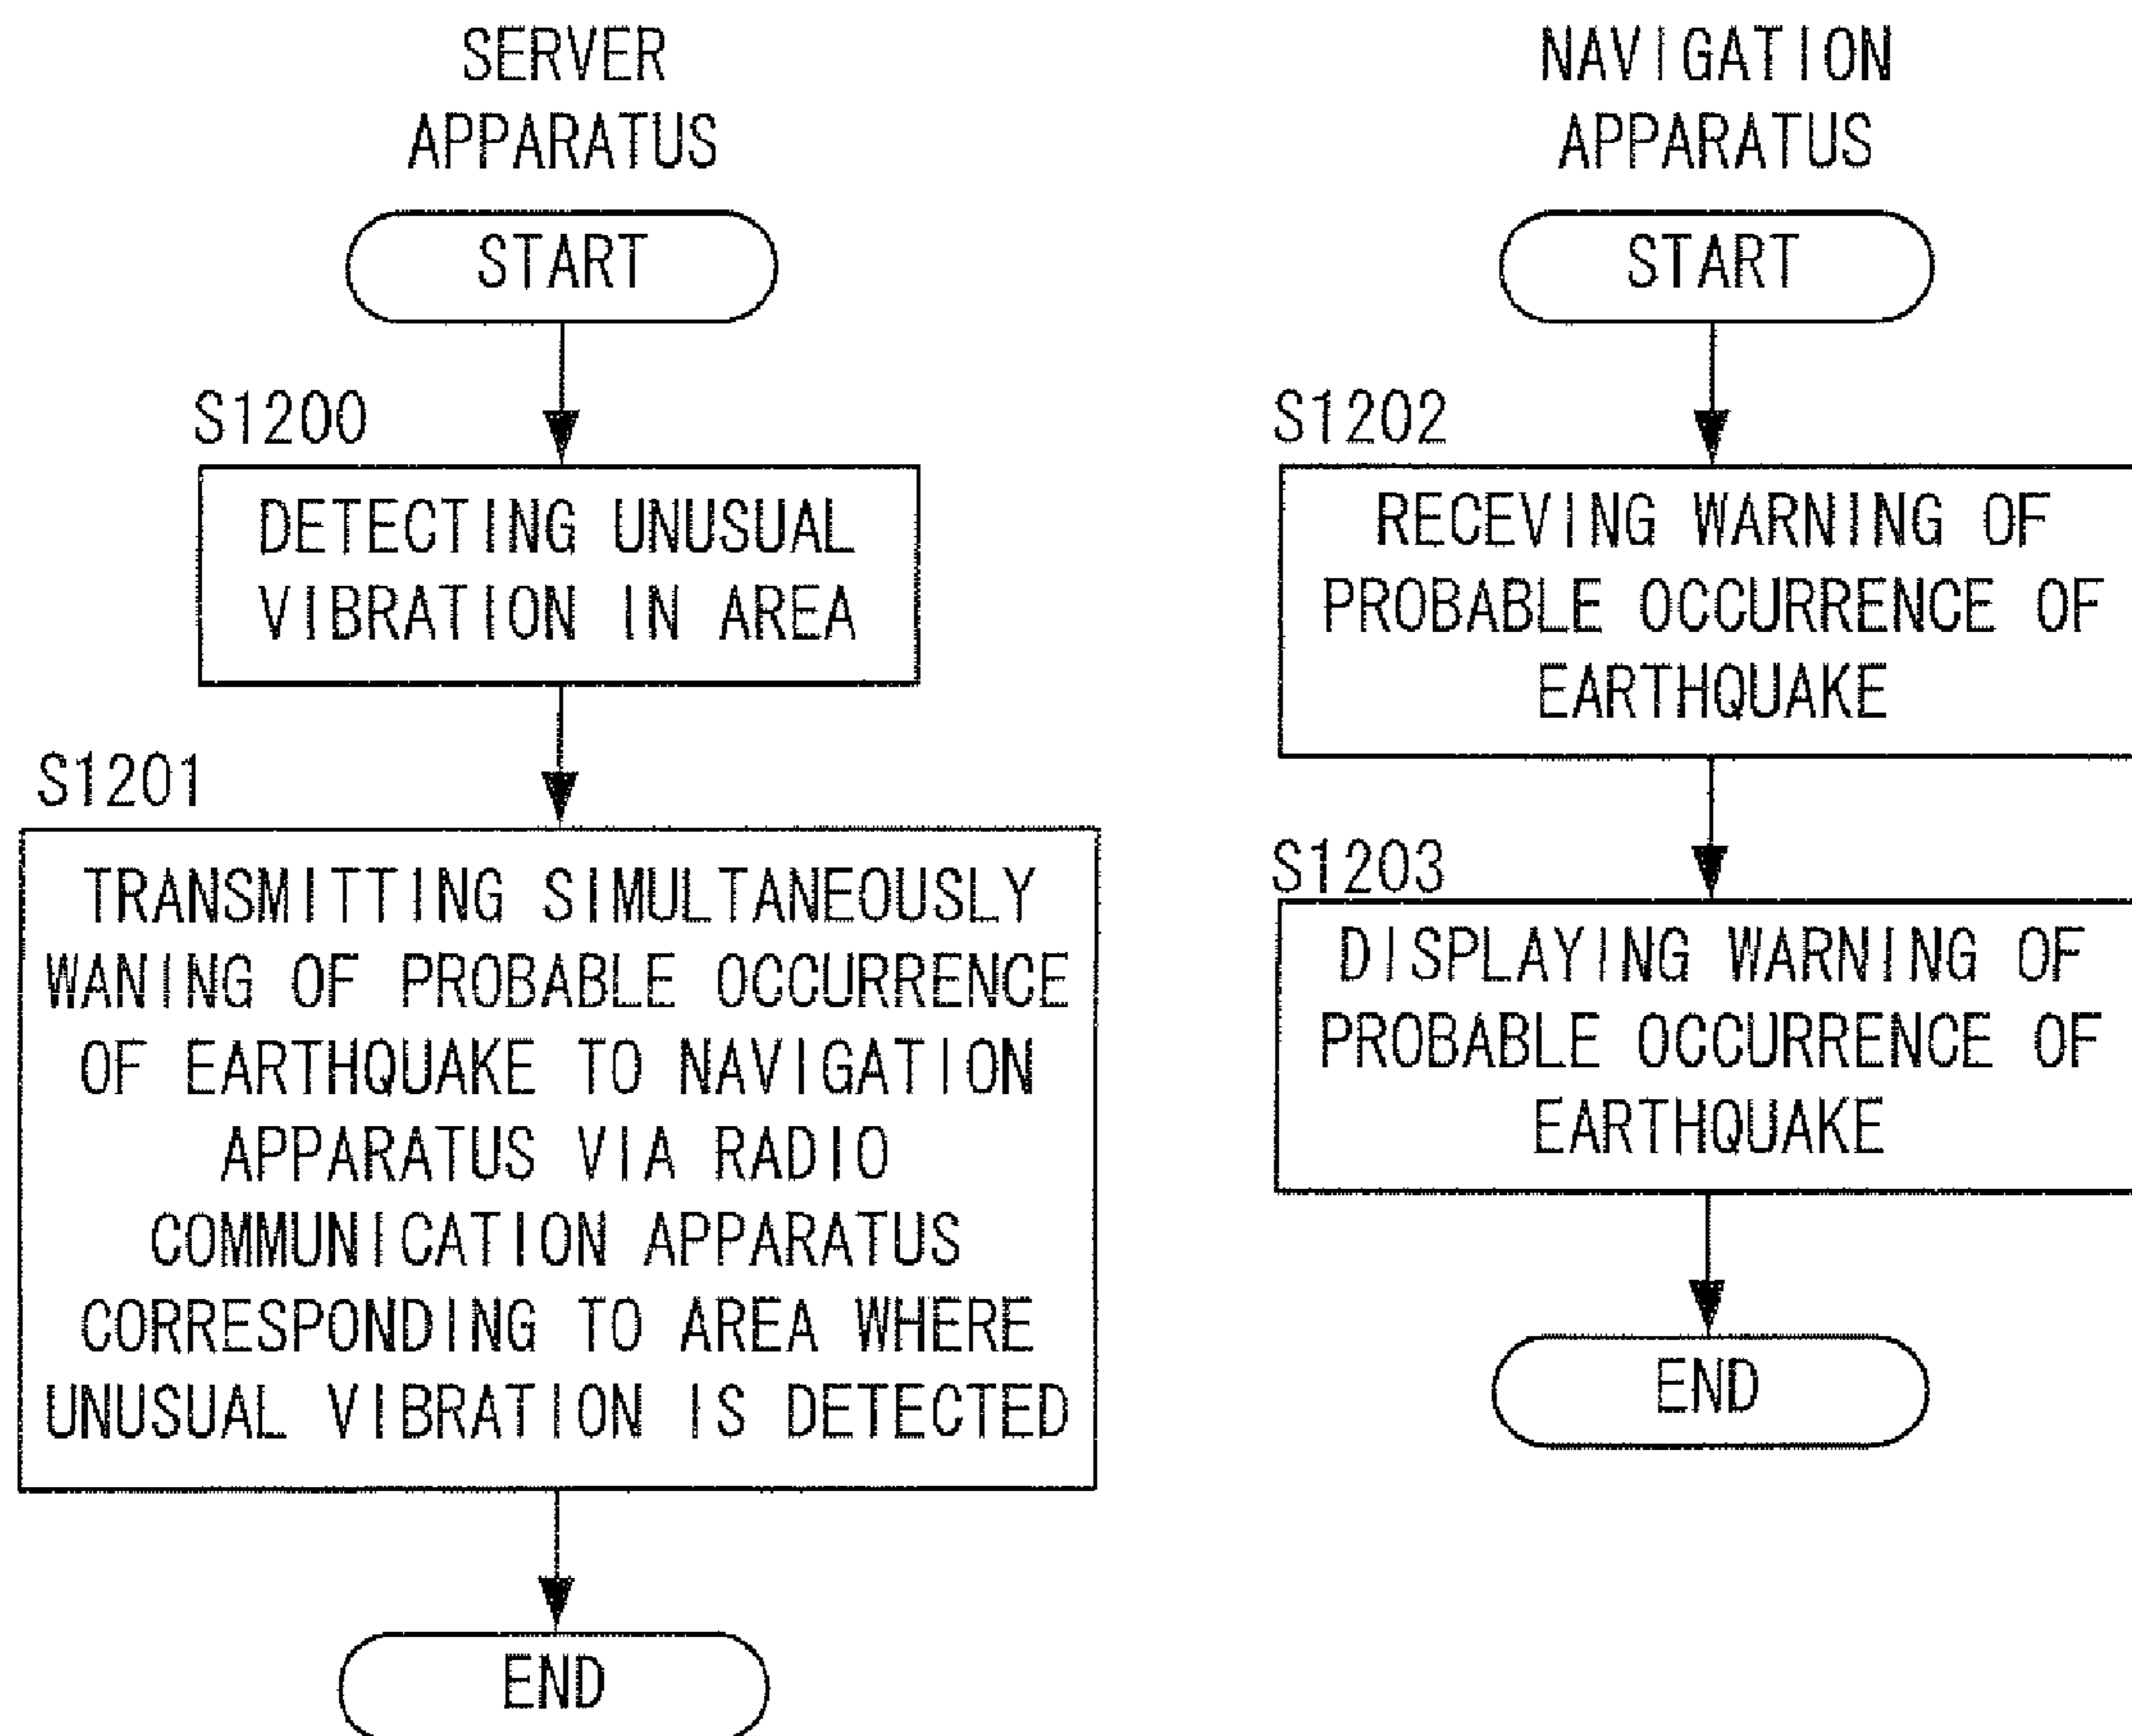 SERVER
APPARATUS
START
S1200
DETECTING UNUSUAL
VIBRATION IN AREA
S1201
TRANSMITTING SIMULTANEOUSLY
WANING OF PROBABLE OCCURRENCE
OF EARTHQUAKE TO NAVIGATION
APPARATUS VIA RADIO
COMMUNICATION APPARATUS
CORRESPONDING TO AREA WHERE
UNUSUAL VIBRATION IS DETECTED
END
NAVIGATION
APPARATUS
START
S1202
RECEVING WARNING OF
PROBABLE OCCURRENCE OF
EARTHQUAKE
S1203
DISPLAYING WARNING OF
PROBABLE OCCURRENCE OF
EARTHQUAKE
END